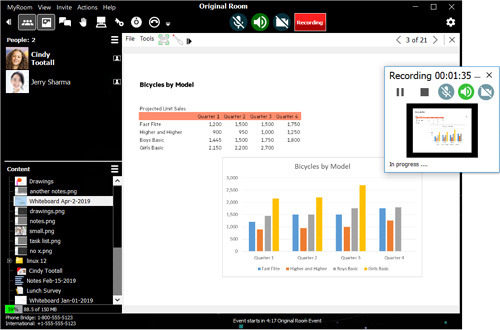 MyRoom View Invite Actions Help
Original Room
Recording
People: 2
Cindy
Tootall
Jerry Sharma
File Tools
3 of 21
Bicycles by Model
Projected Unit Sales
Quarter 1 Quarter 2 Quarter 3 Quarter 4
Fast Flite 1,200 1,500 1,500 1,750
Higher and Higher 900 950 1,000 1,250
Boys Basic 1,445 1,500 1,750 1,800
Girls Basic 2,150 2,200 2,700
Recording 00:01:35 ...
In progress ....
Content
Drawings
another notes.png
Whiteboard Apr-2-2019
drawings.png
notes.png
small.png
task list.png
no x.png
linux 12
Cindy Tootall
Notes Feb-15-2019
Lunch Survey
Whiteboard Jan-01-2019
88.5 of 150 MB
Phone Bridge: 1-800-555-5123
International: +1-555-555-5123
Bicycles by Model
3,000
2,500
2,000
1,500
1,000
500
0
Quarter 1 Quarter 2 Quarter 3 Quarter 4
Fast Flite Higher and Higher Boys Basic Girls Basic
Event starts in 4:17 Original Room Event